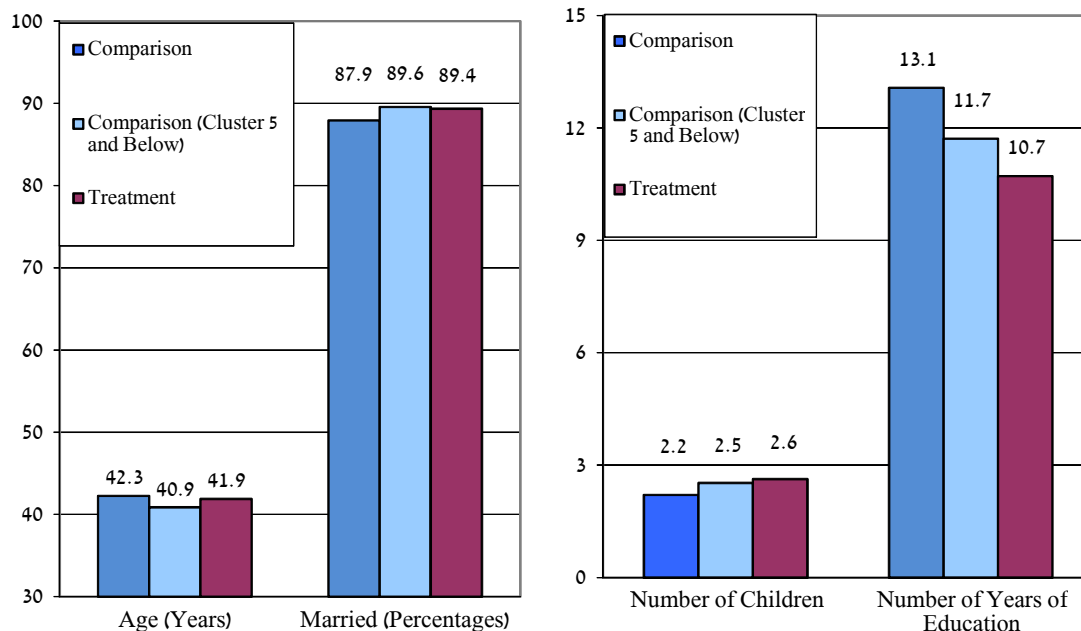 100
90
80
70
60
50
40
30
Comparison
Comparison (Cluster 5
and Below)
Treatment
87.9
89.6
89.4
42.3
40.9
41.9
Age (Years)
Married (Percentages)
15
12
9
6
3
0
Comparison
Comparison (Cluster
5 and Below)
Treatment
13.1
11.7
10.7
2.2
2.5
2.6
Number of Children
Number of Years of
Education